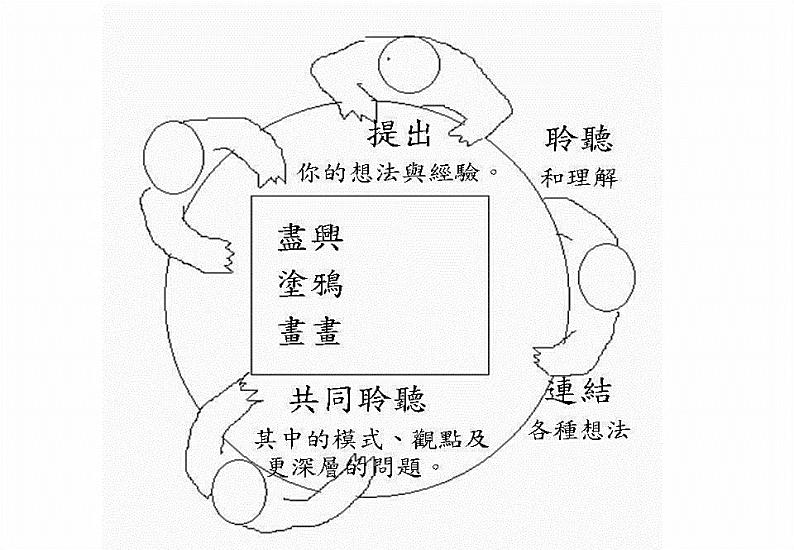 提出
你的想法與經驗。
聆聽
和理解
盡興
塗鴉
畫畫
連結
各種想法
共同聆聽
其中的模式、觀點及
更深層的問題。